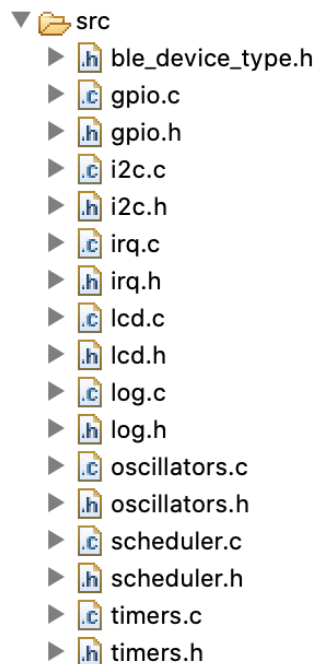 src
.h ble_device_type.h
.c gpio.c
.h gpio.h
.c i2c.c
.h i2c.h
.c irq.c
.h irq.h
.c lcd.c
.h lcd.h
.c log.c
.h log.h
.c oscillators.c
.h oscillators.h
.c scheduler.c
.h scheduler.h
.c timers.c
.h timers.h